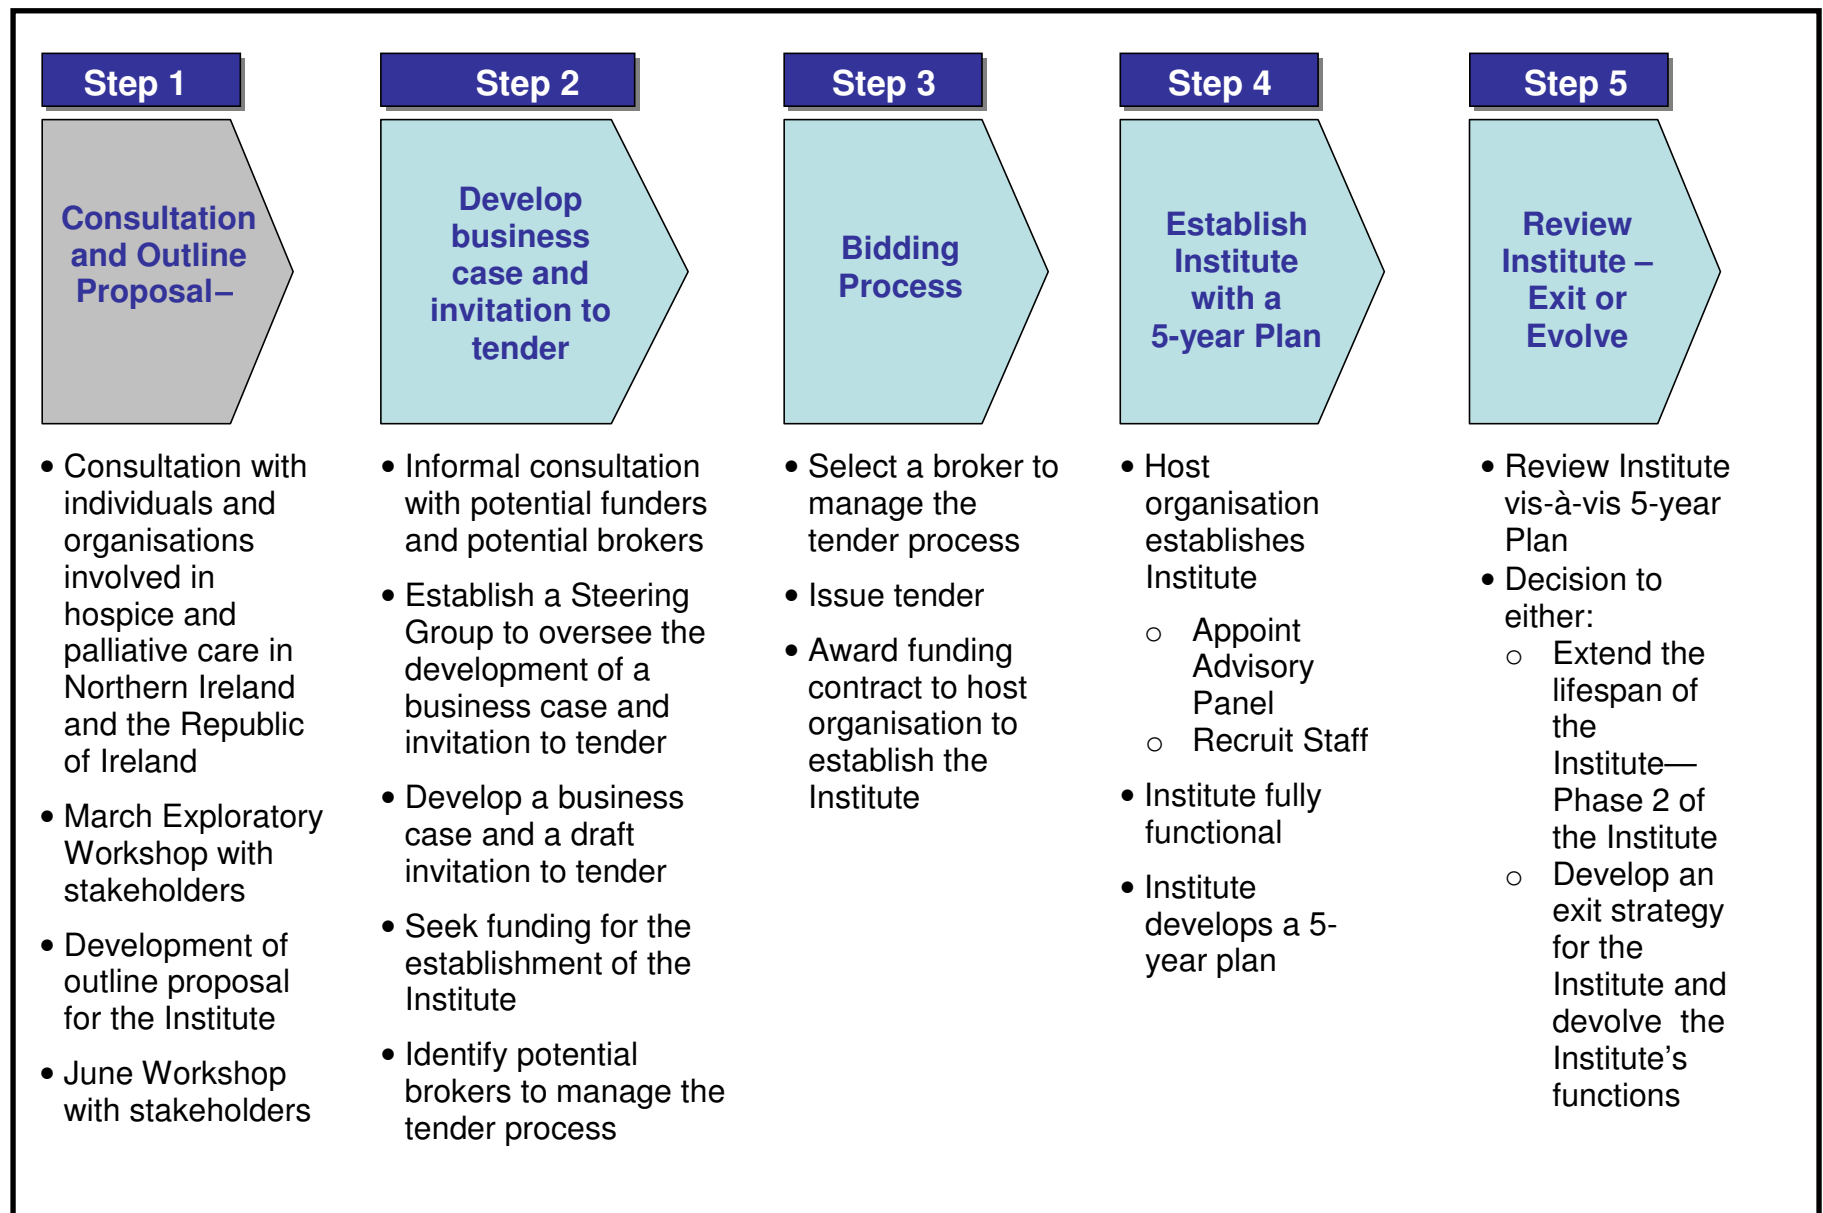 Step 1
Consultation
and Outline
Proposal–
• Consultation with
individuals and
organisations
involved in
hospice and
palliative care in
Northern Ireland
and the Republic
of Ireland
• March Exploratory
Workshop with
stakeholders
• Development of
outline proposal
for the Institute
• June Workshop
with stakeholders
Step 2
Develop
business
case and
invitation to
tender
• Informal consultation
with potential funders
and potential brokers
• Establish a Steering
Group to oversee the
development of a
business case and
invitation to tender
• Develop a business
case and a draft
invitation to tender
• Seek funding for the
establishment of the
Institute
• Identify potential
brokers to manage the
tender process
Step 3
Bidding
Process
• Select a broker to
manage the
tender process
• Issue tender
• Award funding
contract to host
organisation to
establish the
Institute
Step 4
Establish
Institute
with a
5-year Plan
• Host
organisation
establishes
Institute
○ Appoint
Advisory
Panel
○ Recruit Staff
• Institute fully
functional
• Institute
develops a 5-
year plan
Step 5
Review
Institute –
Exit or
Evolve
• Review Institute
vis-à-vis 5-year
Plan
• Decision to
either:
○ Extend the
lifespan of
the
Institute—
Phase 2 of
the Institute
○ Develop an
exit strategy
for the
Institute and
devolve the
Institute’s
functions